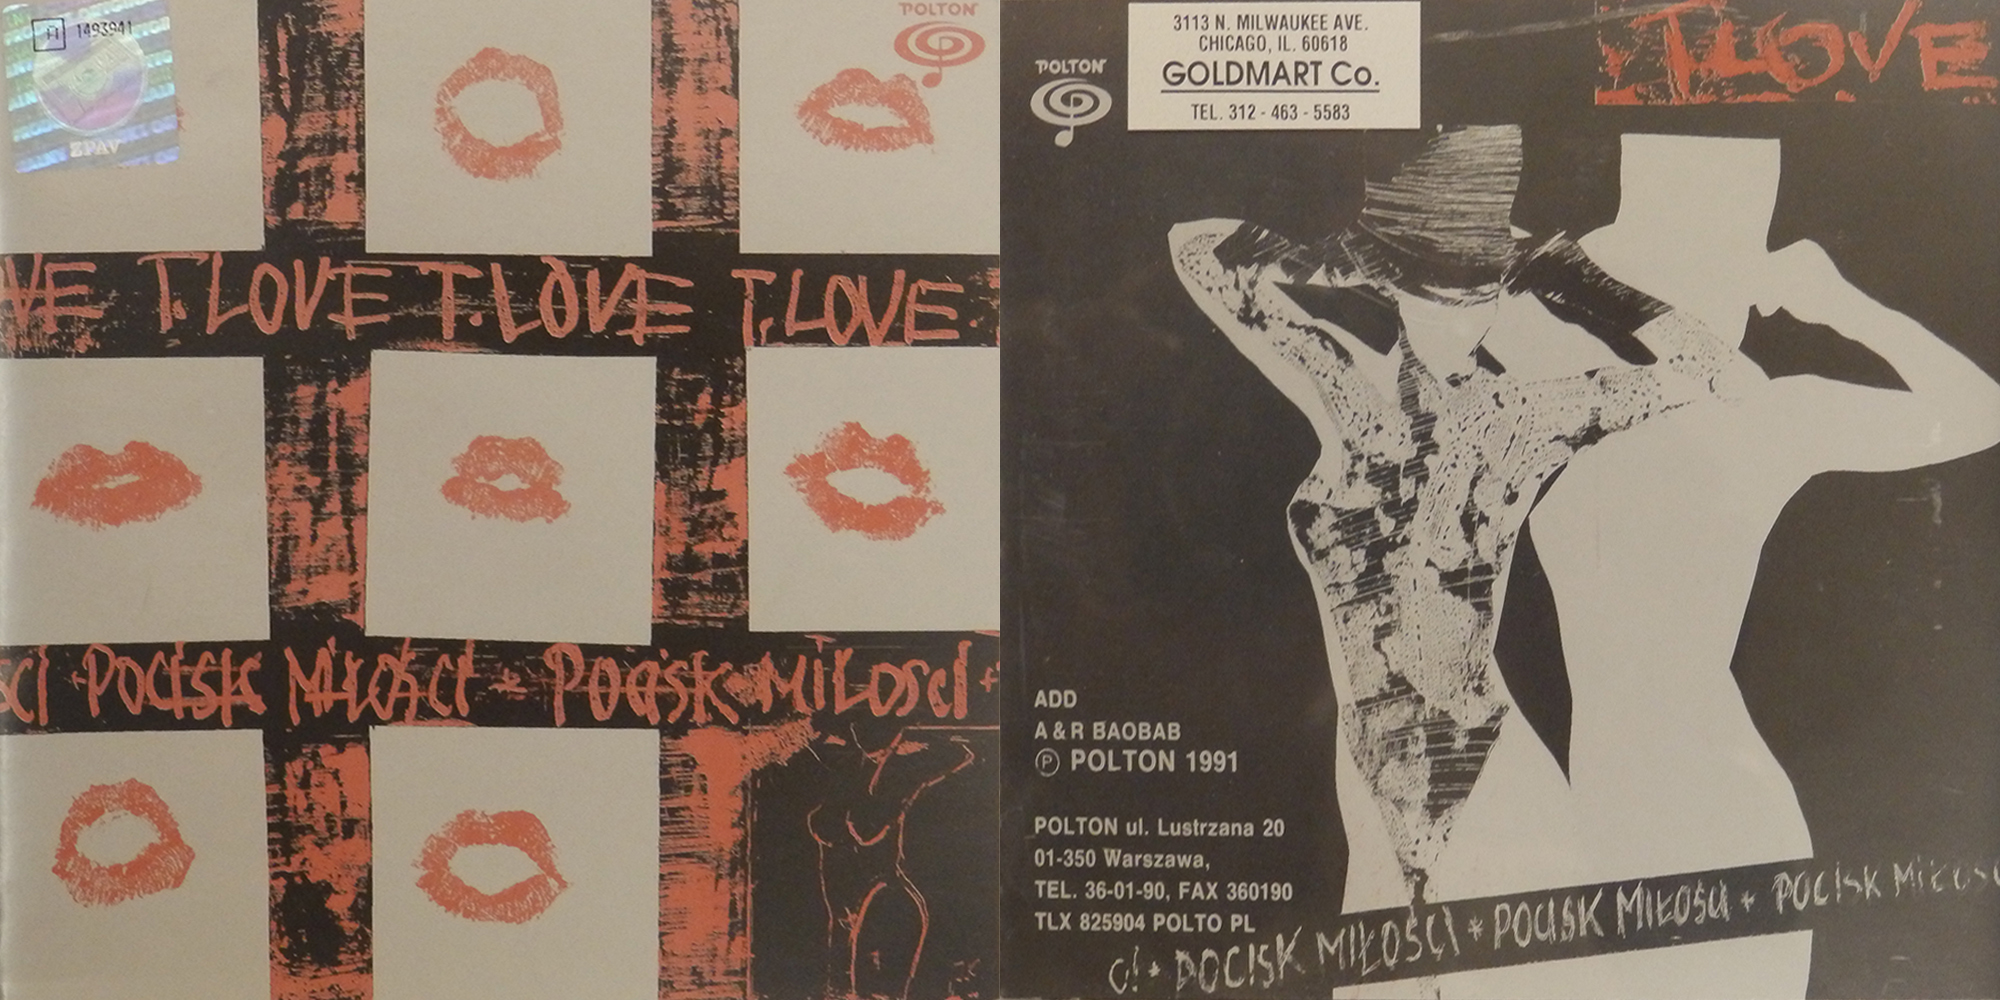 A 1493941
ZPAV
POLTON
VE T.LOVE T.LOVE T.LOVE
ŚCI + POCISK MIŁOŚCI + POCISK MIŁOŚCI +
3113 N. MILWAUKEE AVE.
CHICAGO, IL. 60618
GOLDMART Co.
TEL. 312 - 463 - 5583
POLTON
T.LOVE
ADD
A & R BAOBAB
Ⓟ POLTON 1991
POLTON ul. Lustrzana 20
01-350 Warszawa,
TEL. 36-01-90, FAX 360190
TLX 825904 POLTO PL
CI + POCISK MIŁOŚCI + POCISK MIŁOŚCI + POCISK MIŁOŚC